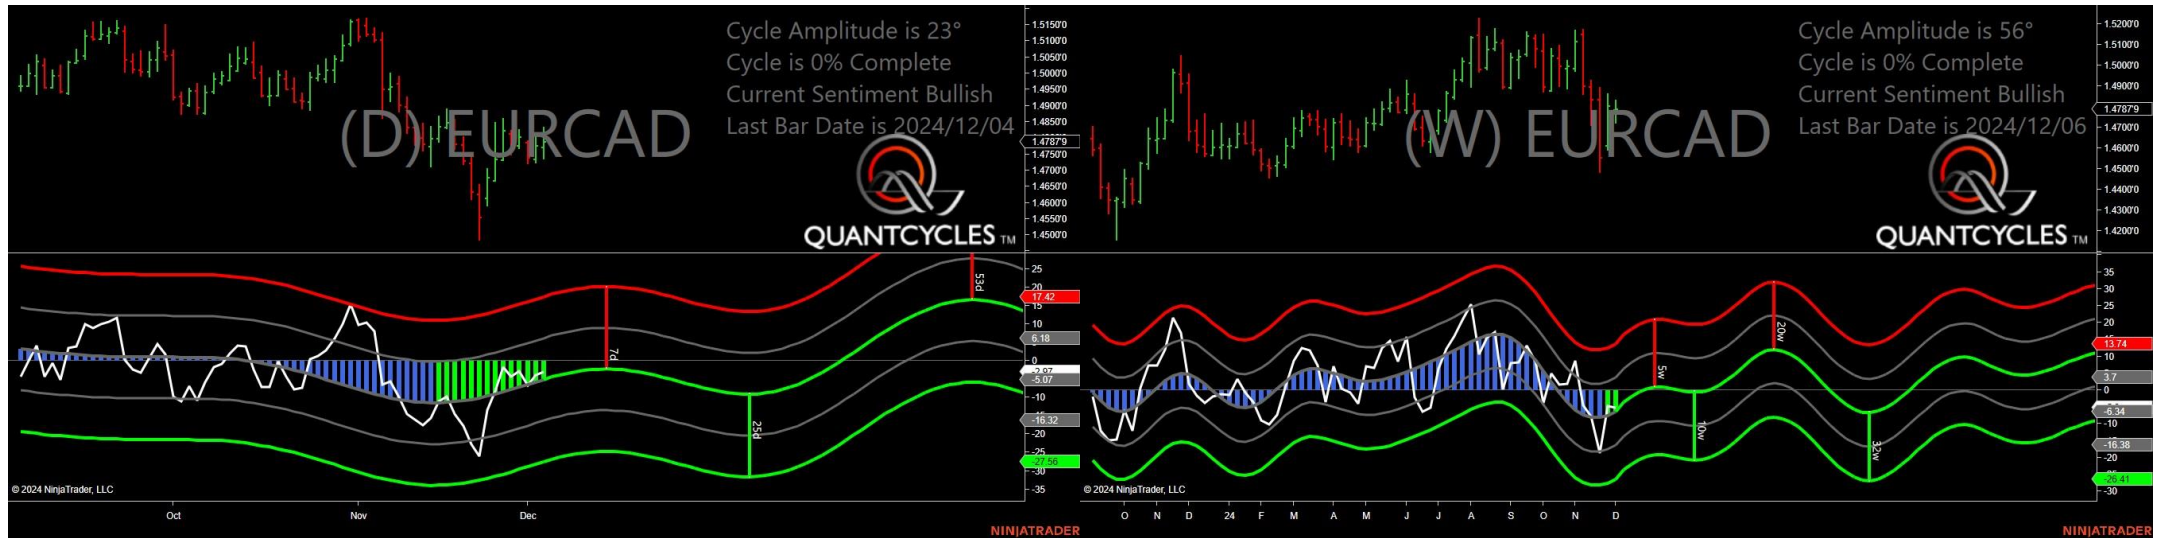 Cycle Amplitude is 23°
Cycle is 0% Complete
Current Sentiment Bullish
Last Bar Date is 2024/12/04
(D) EURCAD
QUANTCYCLES TM
1.5150'0
1.5100'0
1.5050'0
1.5000'0
1.4950'0
1.4900'0
1.4850'0
1.4787'9
1.4700'0
1.4650'0
1.4600'0
1.4550'0
1.4500'0
53d
7d
25d
25
20
17.42
15
10
6.18
0
-2.97
-5.07
-10
-16.32
-20
-25
-27.56
-30
-35
© 2024 NinjaTrader, LLC
Oct
Nov
Dec
NINJATRADER
Cycle Amplitude is 56°
Cycle is 0% Complete
Current Sentiment Bullish
Last Bar Date is 2024/12/06
(W) EURCAD
QUANTCYCLES TM
1.5200'0
1.5100'0
1.5000'0
1.4900'0
1.4787'9
1.4700'0
1.4600'0
1.4500'0
1.4400'0
1.4300'0
1.4200'0
5w
20w
10w
32w
35
30
25
20
13.74
10
3.7
0
-6.34
-10
-16.38
-20
-26.41
-30
© 2024 NinjaTrader, LLC
O N D 24 F M A M J J A S O N D
NINJATRADER